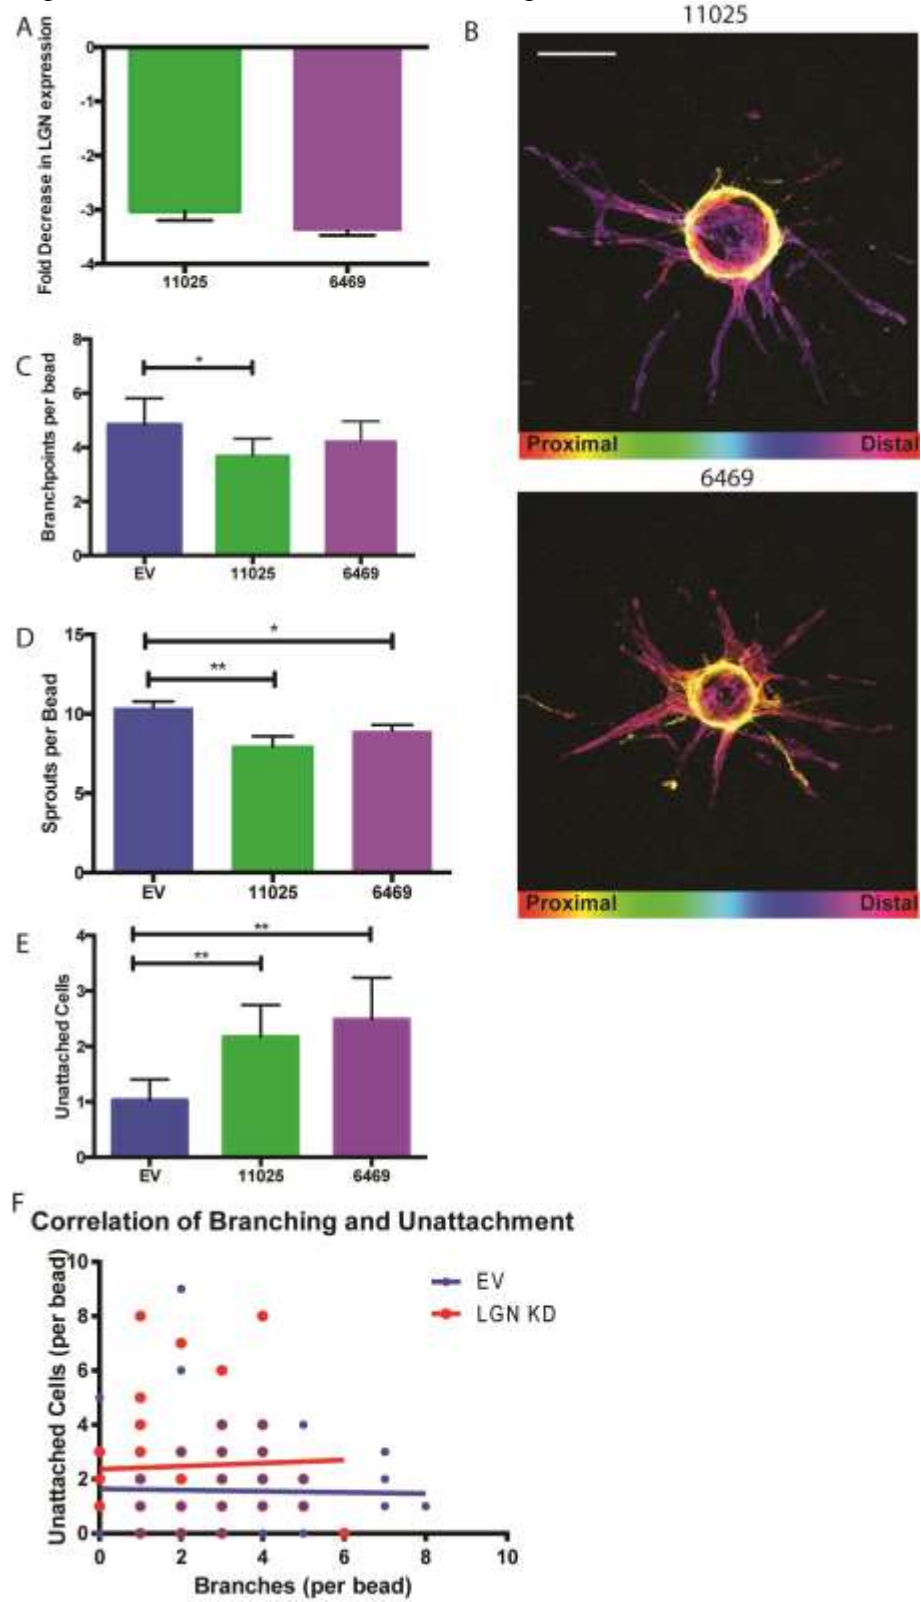 A
Fold Decrease in LGN expression
0
-1
-2
-3
-4
11025
6469
B
11025
Proximal
Distal
6469
Proximal
Distal
C
Branchpoints per bead
8
6
4
2
0
*
EV
11025
6469
D
Sprouts per Bead
15
10
5
0
*
**
EV
11025
6469
E
Unattached Cells
4
3
2
1
0
**
**
EV
11025
6469
F
Correlation of Branching and Unattachment
Unattached Cells (per bead)
10
8
6
4
2
0
EV
LGN KD
0 2 4 6 8 10
Branches (per bead)